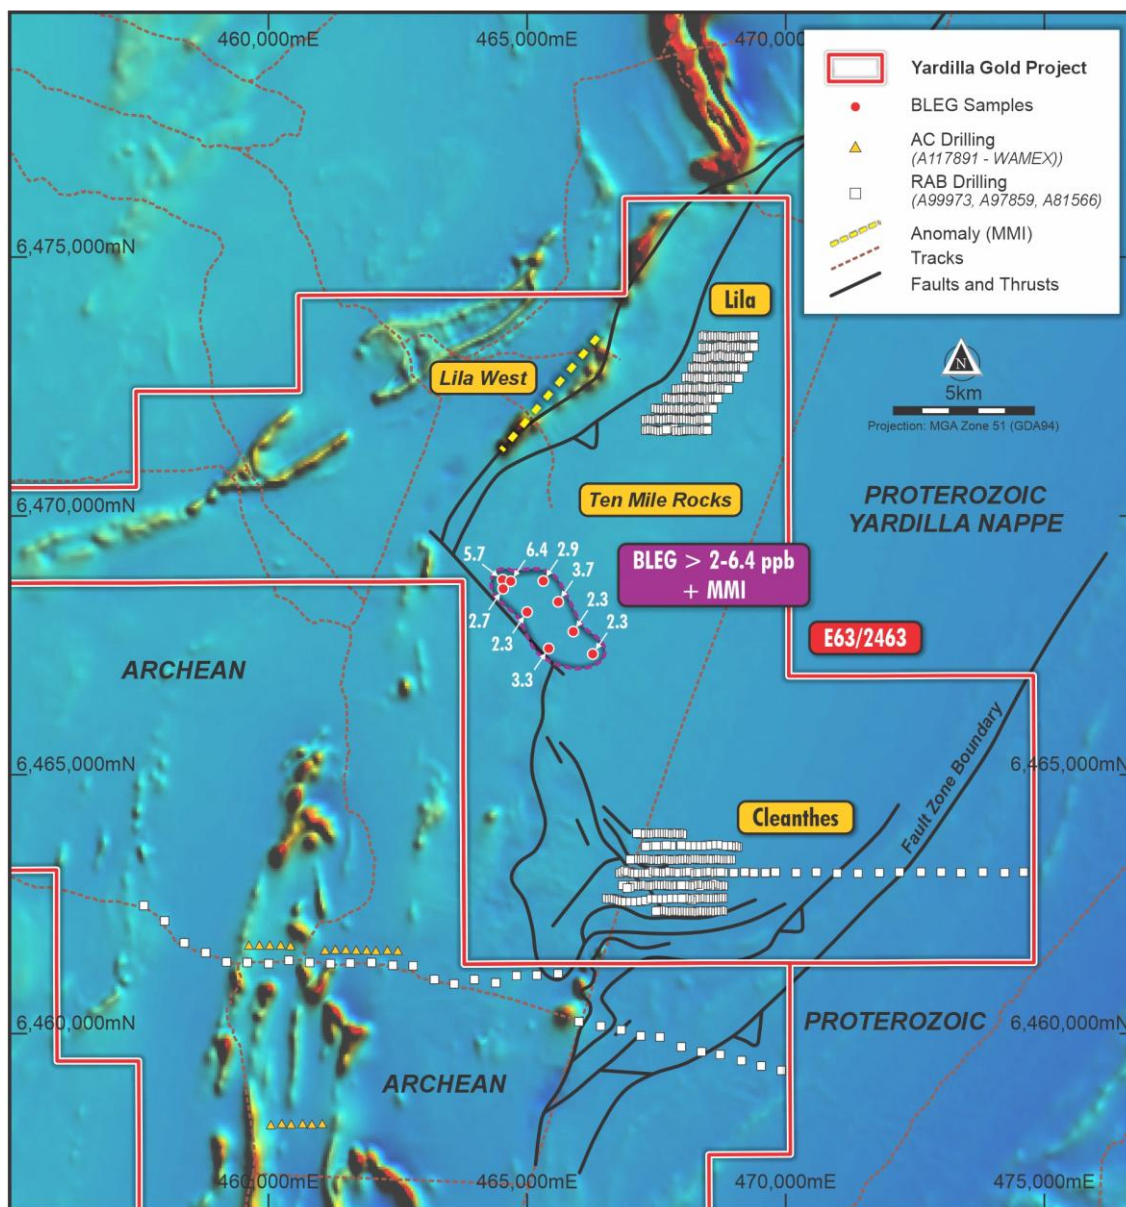 460,000mE
465,000mE
470,000
Yardilla Gold Project
BLEG Samples
AC Drilling
(A117891 - WAMEX))
RAB Drilling
(A99973, A97859, A81566)
Anomaly (MMI)
Tracks
Faults and Thrusts
6,475,000mN
Lila
N
5km
Projection: MGA Zone 51 (GDA94)
Lila West
6,470,000mN
Ten Mile Rocks
PROTEROZOIC
YARDILLA NAPPE
5.7
6.4
2.9
3.7
2.3
2.3
2.7
2.3
3.3
BLEG > 2-6.4 ppb
+ MMI
E63/2463
ARCHEAN
Fault Zone Boundary
6,465,000mN
6,465,000mN
Cleanthes
6,460,000mN
PROTEROZOIC
6,460,000mN
ARCHEAN
460,000mE
465,000mE
470,000mE
475,000mE